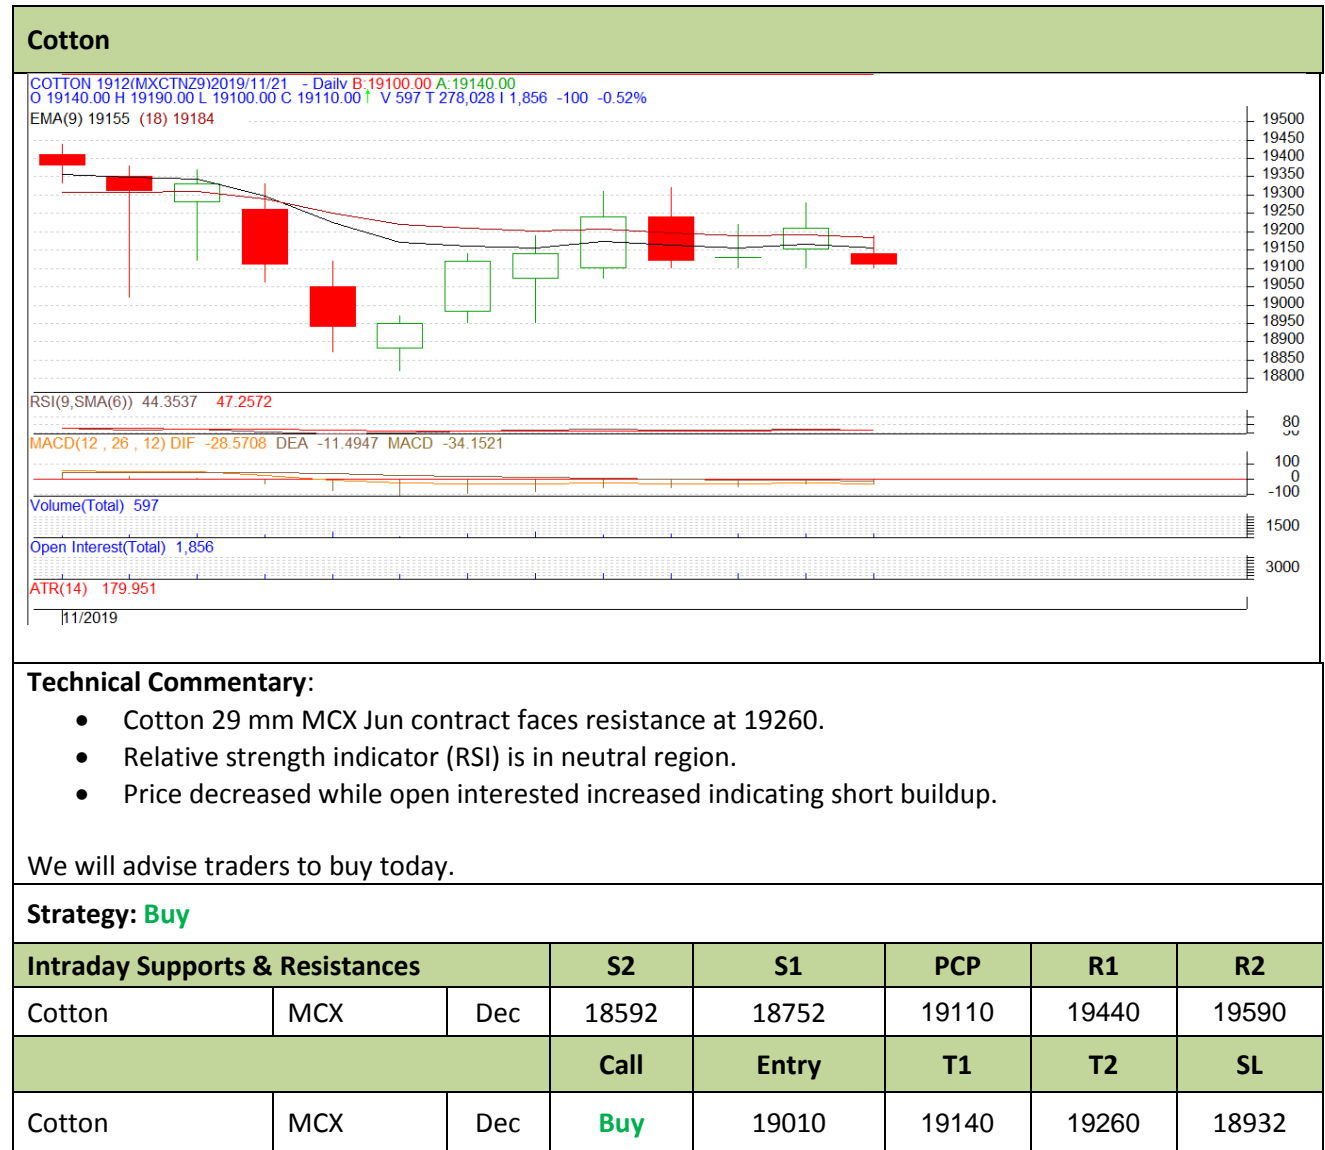 Cotton
COTTON 1912(MXCTNZ9)2019/11/21 - Daily B:19100.00 A:19140.00
O 19140.00 H 19190.00 L 19100.00 C 19110.00↑ V 597 T 278,028 I 1,856 -100 -0.52%
EMA(9) 19155 (18) 19184
19500
19450
19400
19350
19300
19250
19200
19150
19100
19050
19000
18950
18900
18850
18800
RSI(9,SMA(6)) 44.3537 47.2572
80
MACD(12 , 26 , 12) DIF -28.5708 DEA -11.4947 MACD -34.1521
100
0
-100
Volume(Total) 597
1500
Open Interest(Total) 1,856
3000
ATR(14) 179.951
11/2019
Technical Commentary:
• Cotton 29 mm MCX Jun contract faces resistance at 19260.
• Relative strength indicator (RSI) is in neutral region.
• Price decreased while open interested increased indicating short buildup.
We will advise traders to buy today.
Strategy: Buy
Intraday Supports & Resistances S2 S1 PCP R1 R2
Cotton MCX Dec 18592 18752 19110 19440 19590
Call Entry T1 T2 SL
Cotton MCX Dec Buy 19010 19140 19260 18932